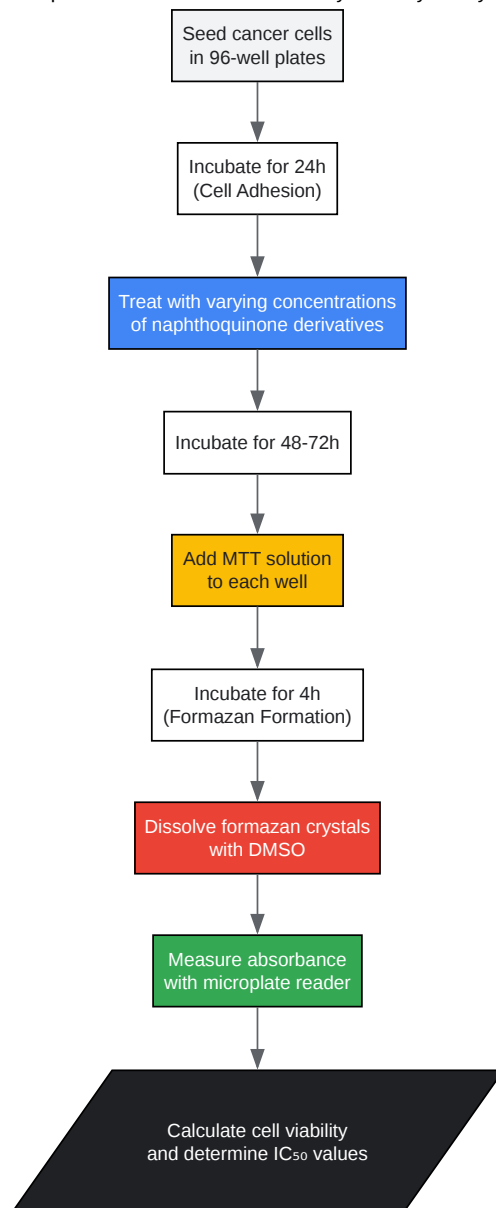 Seed cancer cells
in 96-well plates
Incubate for 24h
(Cell Adhesion)
Treat with varying concentrations
of naphthoquinone derivatives
Incubate for 48-72h
Add MTT solution
to each well
Incubate for 4h
(Formazan Formation)
Dissolve formazan crystals
with DMSO
Measure absorbance
with microplate reader
Calculate cell viability
and determine IC₅₀ values